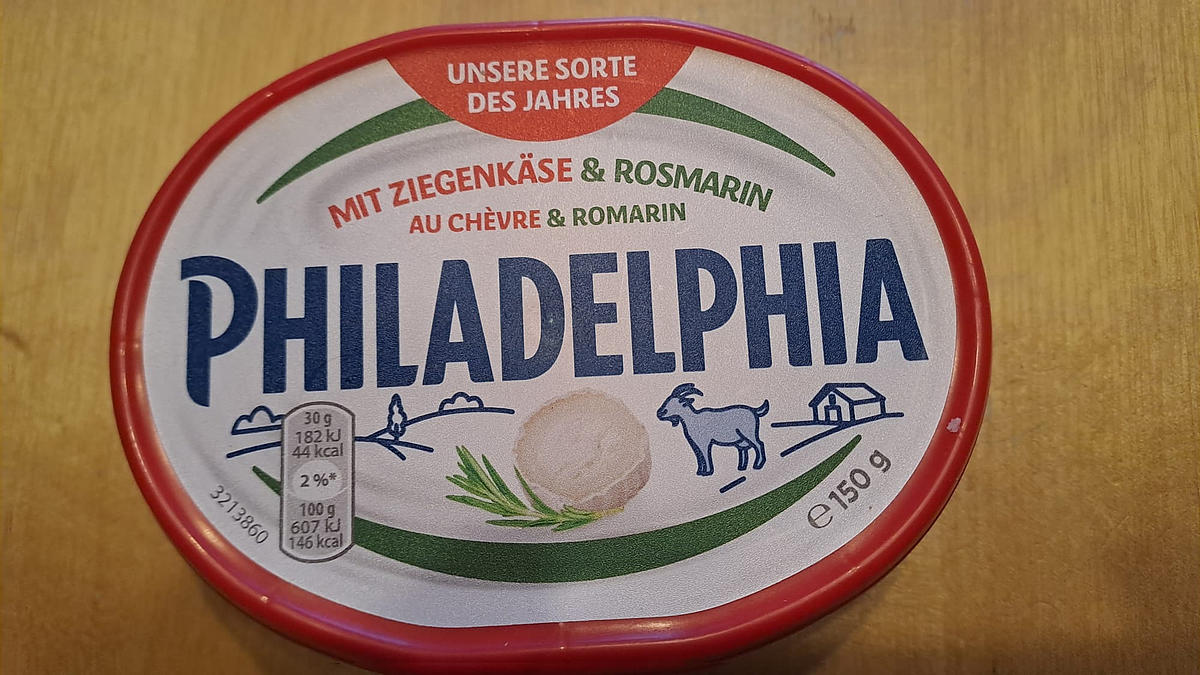 UNSERE SORTE
DES JAHRES
MIT ZIEGENKÄSE & ROSMARIN
AU CHÈVRE & ROMARIN
PHILADELPHIA
30 g
182 kJ
44 kcal
2 %*
100 g
607 kJ
146 kcal
3213860
℮ 150 g